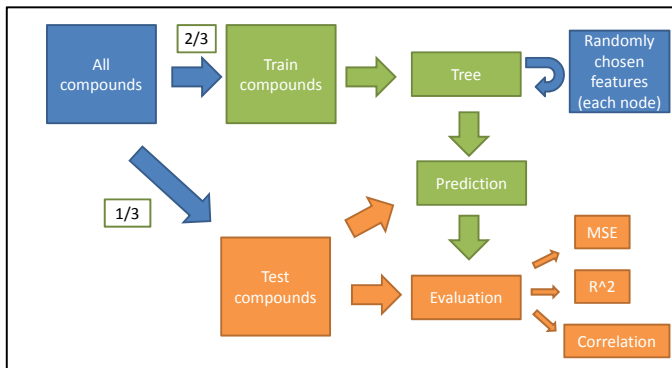 All
compounds
2/3
Train
compounds
Tree
Randomly
chosen
features
(each node)
Prediction
1/3
Test
compounds
Evaluation
MSE
R^2
Correlation